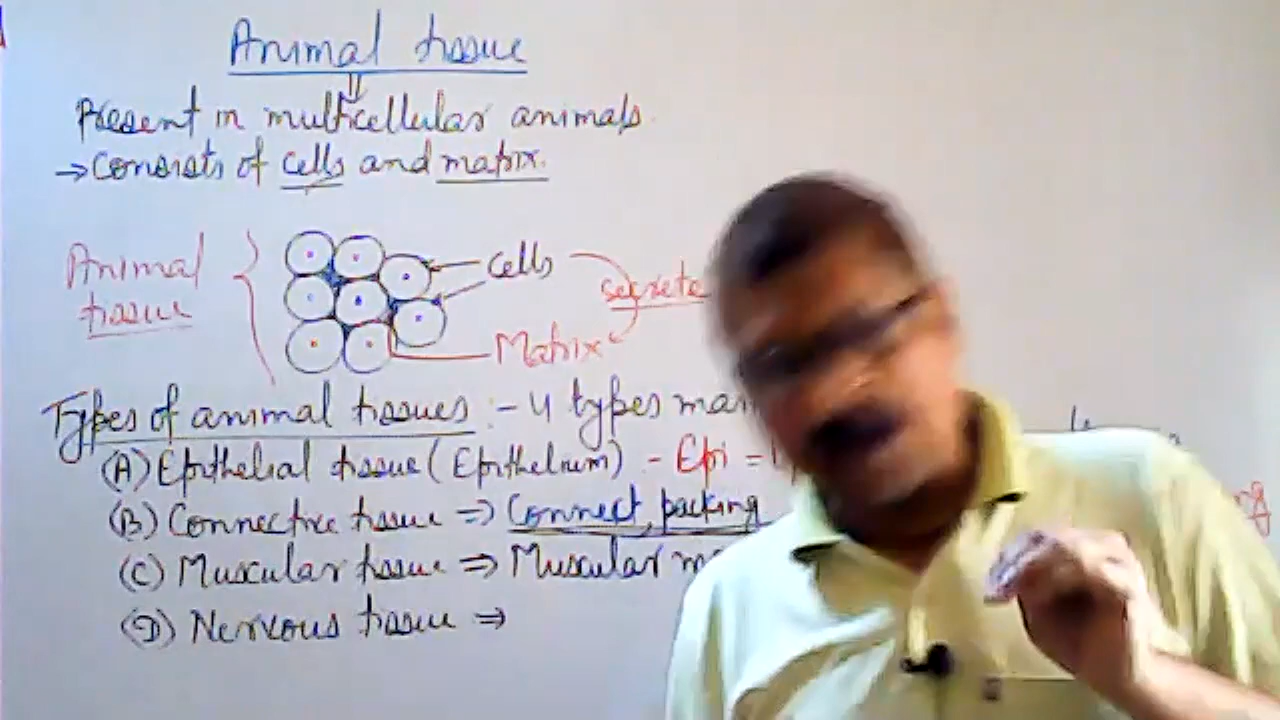 Animal tissue
Present in multicellular animals.
→ Consists of cells and matrix.
Animal
tissue
cells
secrete
Matrix
Types of animal tissues :- 4 types
(A) Epithelial tissue (Epithelium) - Epi =
(B) Connective tissue ⇒ Connect, packing
(C) Muscular tissue ⇒ Muscular
(D) Nervous tissue ⇒